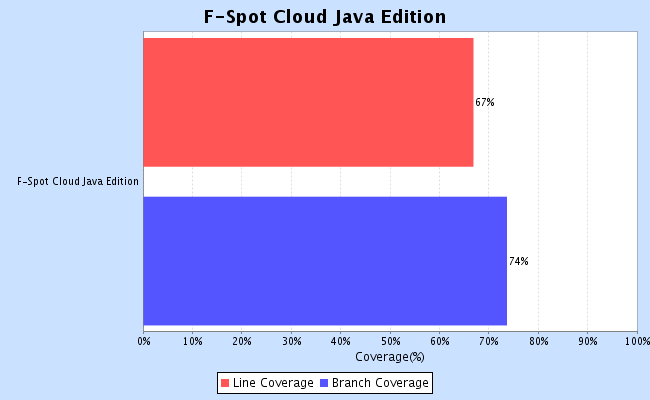 F-Spot Cloud Java Edition
67%
F-Spot Cloud Java Edition
74%
0% 10% 20% 30% 40% 50% 60% 70% 80% 90% 100%
Coverage(%)
Line Coverage Branch Coverage